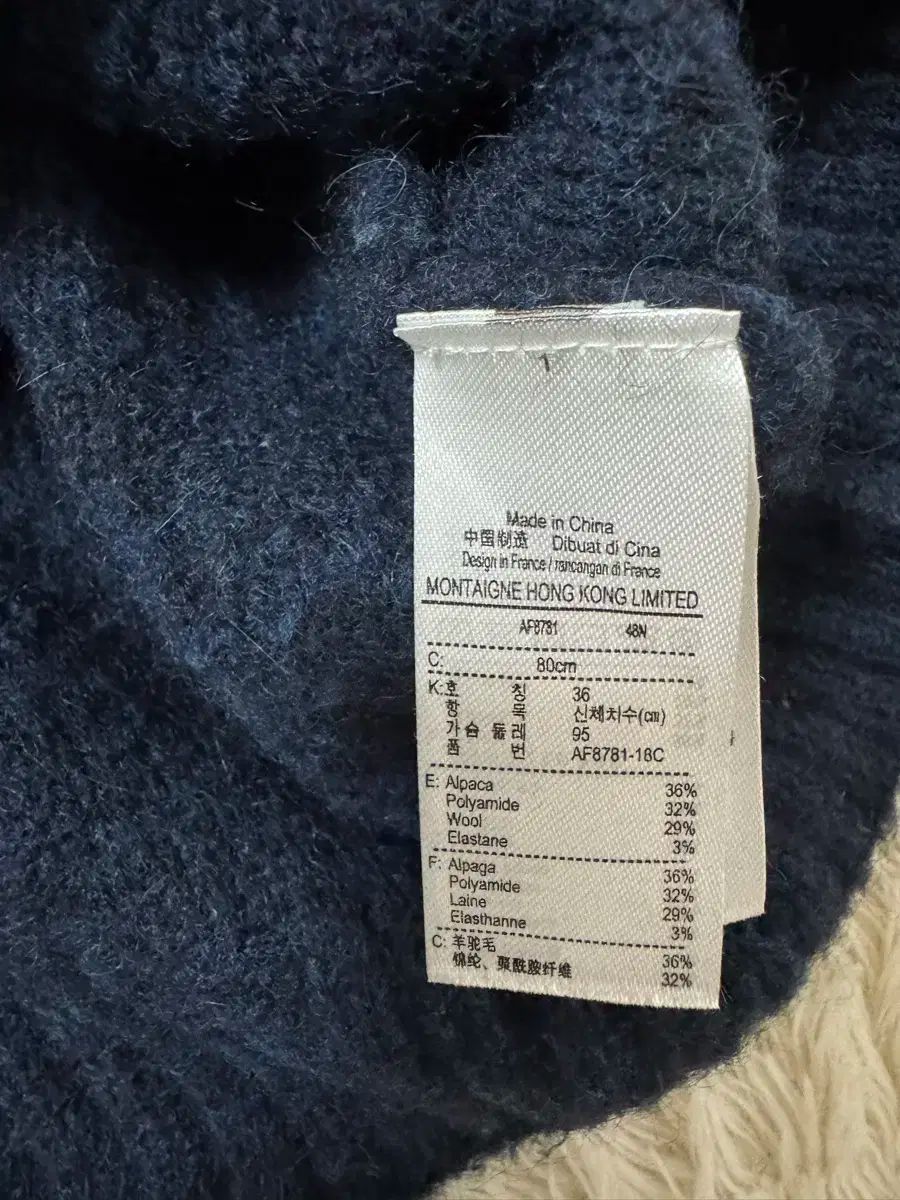 Made in China
中国制造 Dibuat di Cina
Design in France / rancangan di France
MONTAIGNE HONG KONG LIMITED
AF8781 48N
C: 80cm
K:호 칭 36
항 목 신체치수(㎝)
가슴 둘레 95
품 번 AF8781-18C
E: Alpaca 36%
Polyamide 32%
Wool 29%
Elastane 3%
F: Alpaga 36%
Polyamide 32%
Laine 29%
Elasthanne 3%
C: 羊驼毛 36%
锦纶、聚酰胺纤维 32%